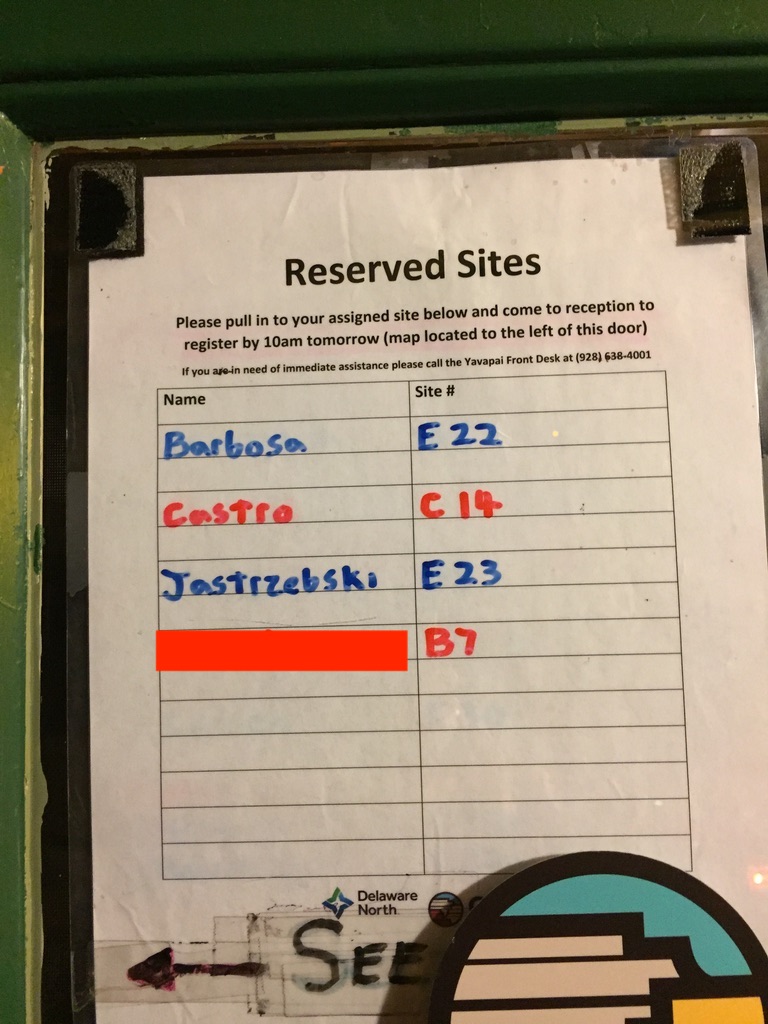 Reserved Sites
Please pull in to your assigned site below and come to reception to
register by 10am tomorrow (map located to the left of this door)
If you are in need of immediate assistance please call the Yavapai Front Desk at (928) 638-4001
Name Site #
Barbosa E 22
Castro C 14
Jastrzebski E 23
B7
Delaware
North
SEE